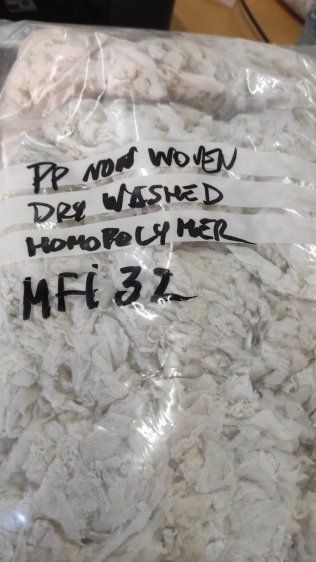 PP NON WOVEN
DRY WASHED
HOMOPOLYMER
MFi 32